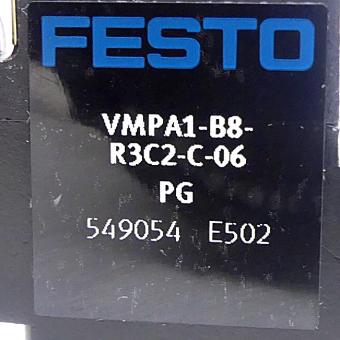 FESTO
VMPA1-B8-
R3C2-C-06
PG
549054 E502